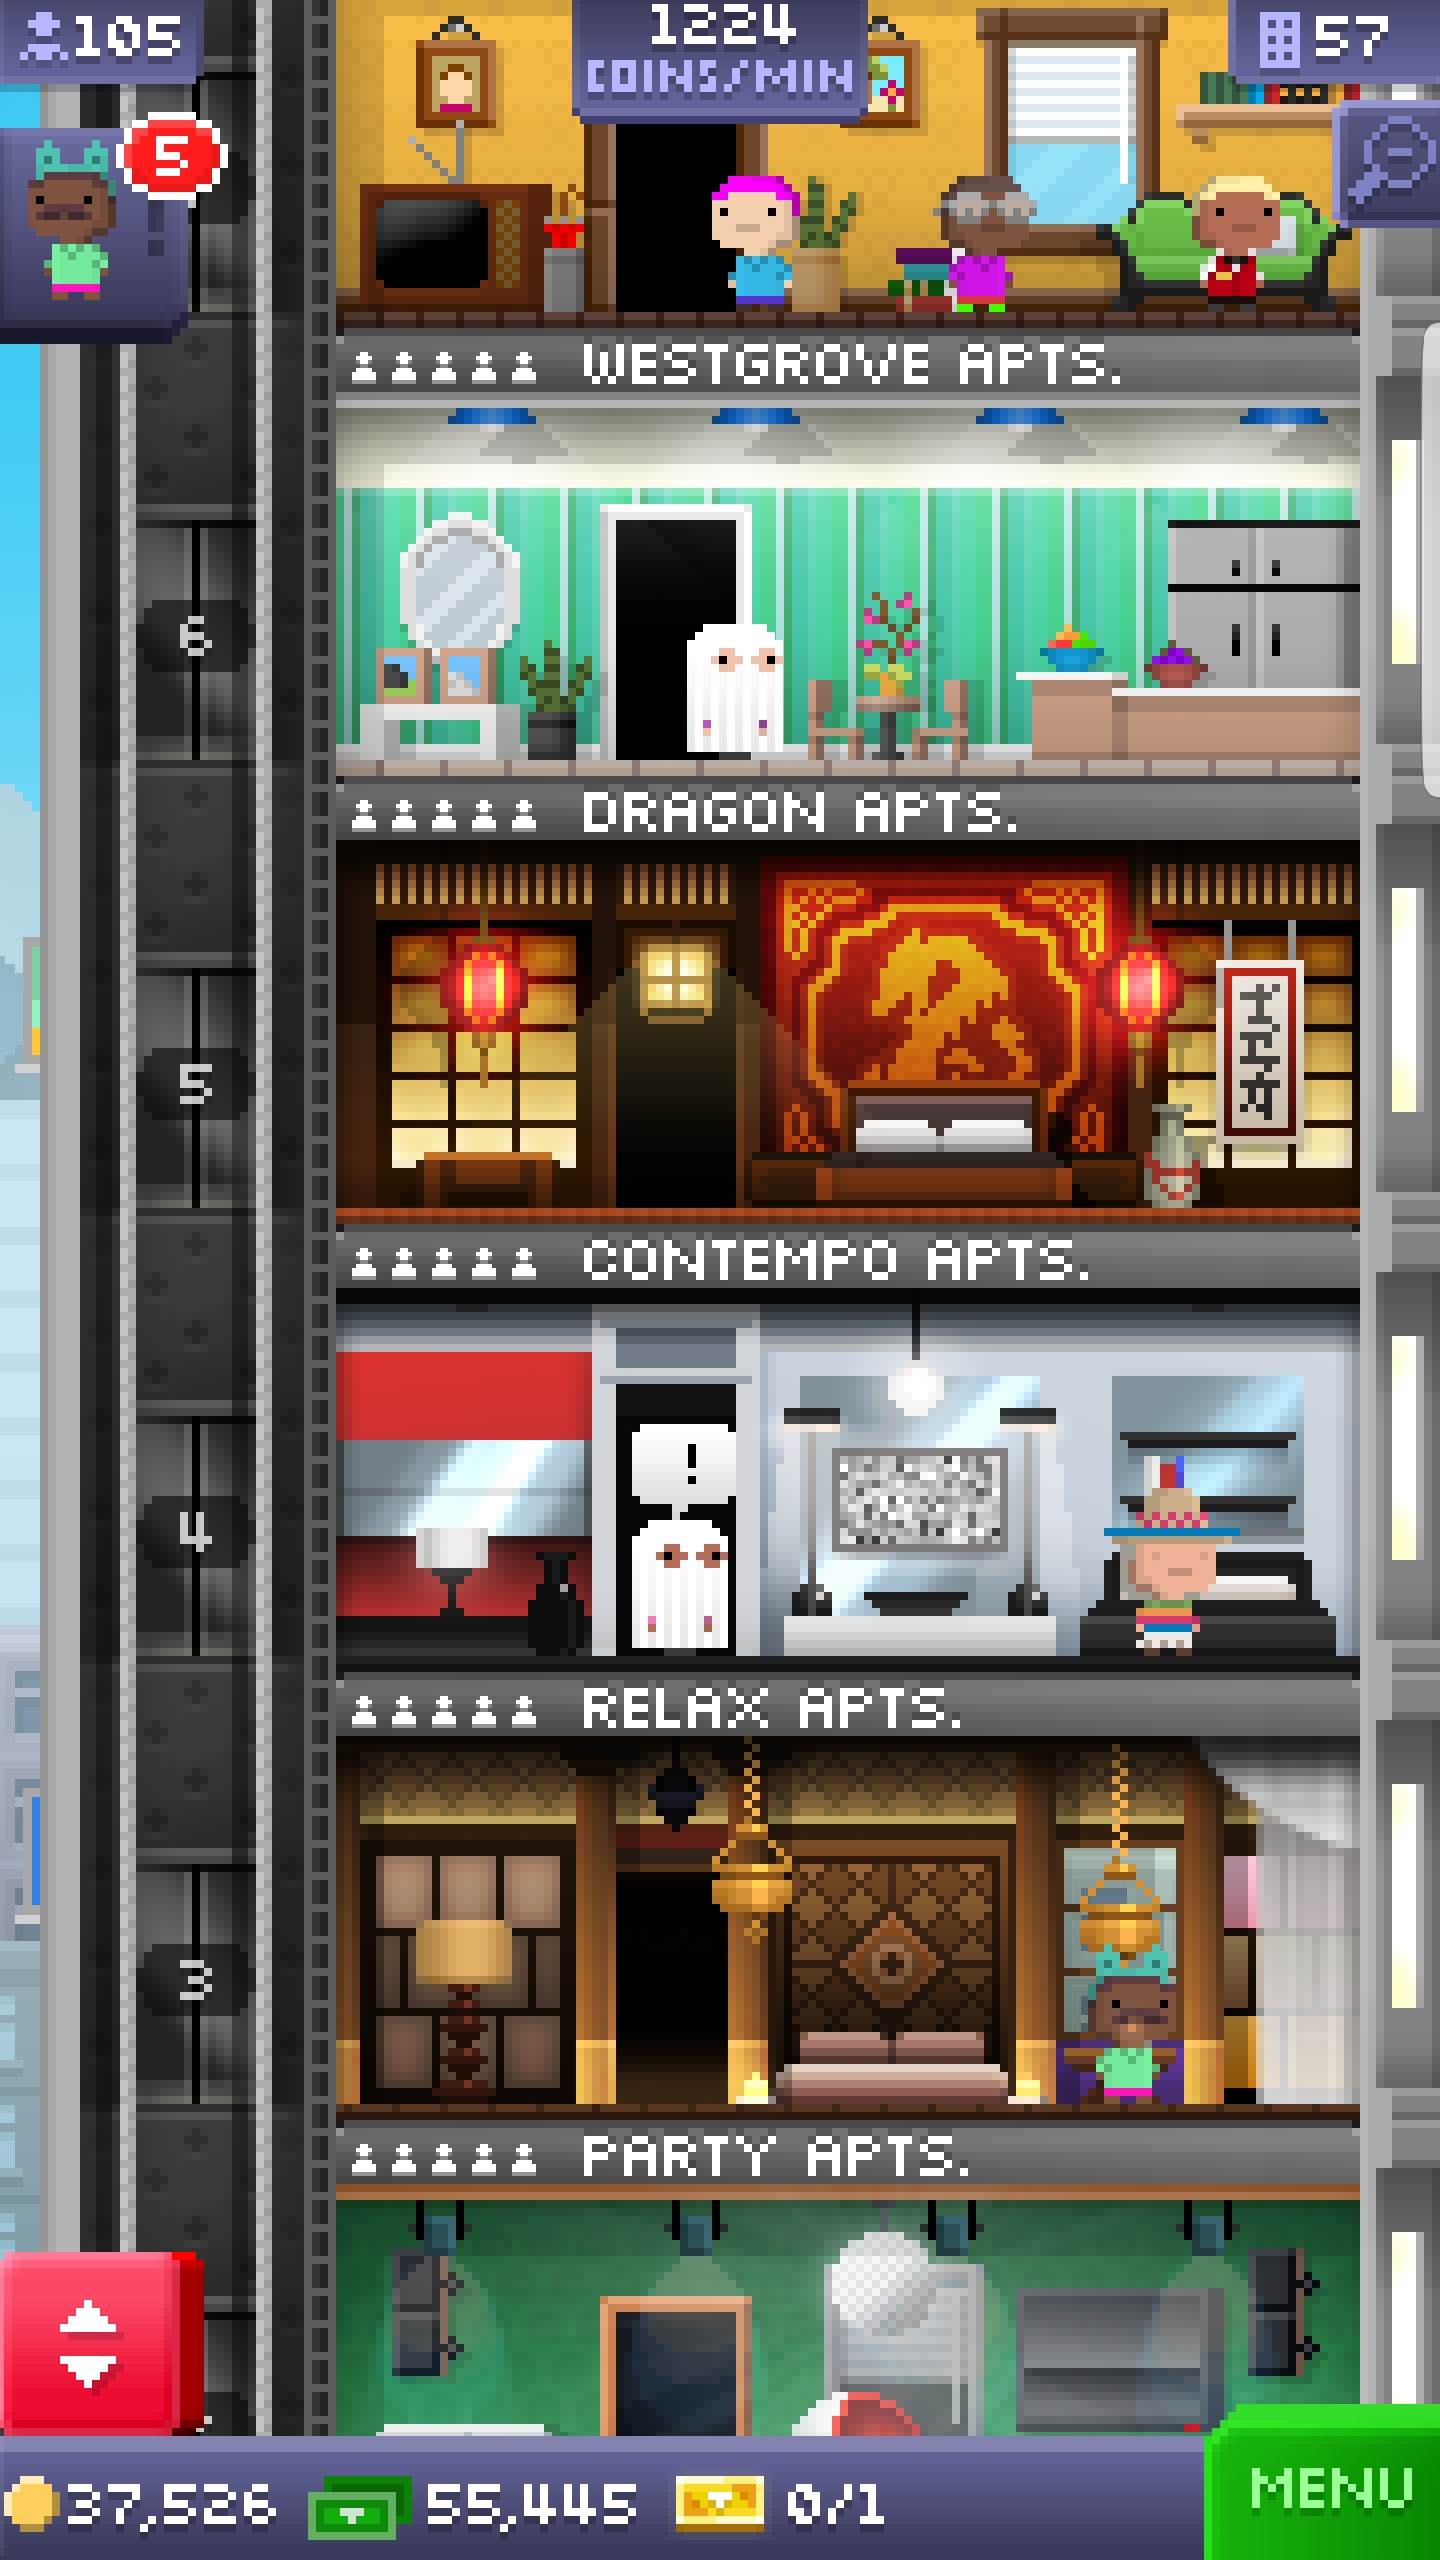 105
1224
COINS/MIN
57
5
WESTGROVE APTS.
6
DRAGON APTS.
5
CONTEMPO APTS.
4
!
RELAX APTS.
3
PARTY APTS.
37,526
55,445
0/1
MENU